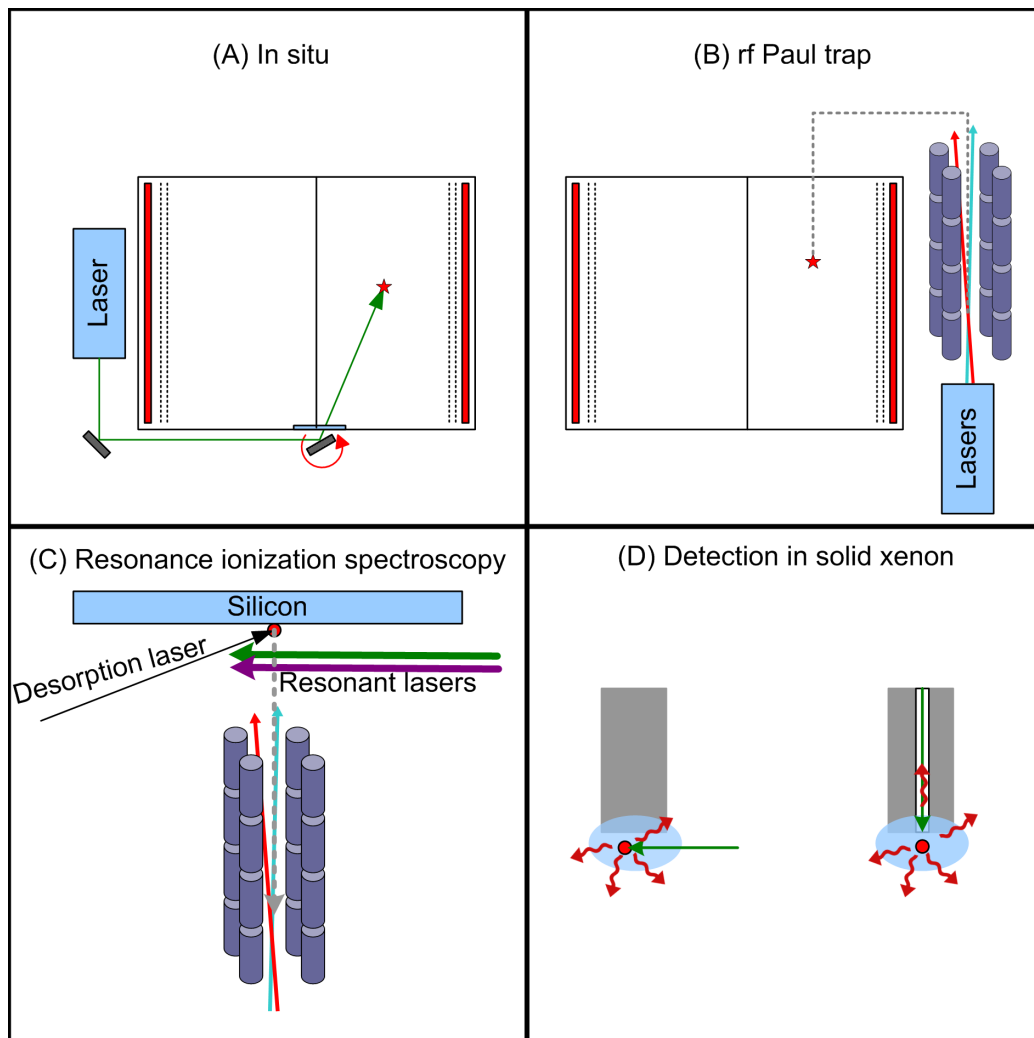 (A) In situ
Laser
(B) rf Paul trap
Lasers
(C) Resonance ionization spectroscopy
Silicon
Desorption laser
Resonant lasers
(D) Detection in solid xenon